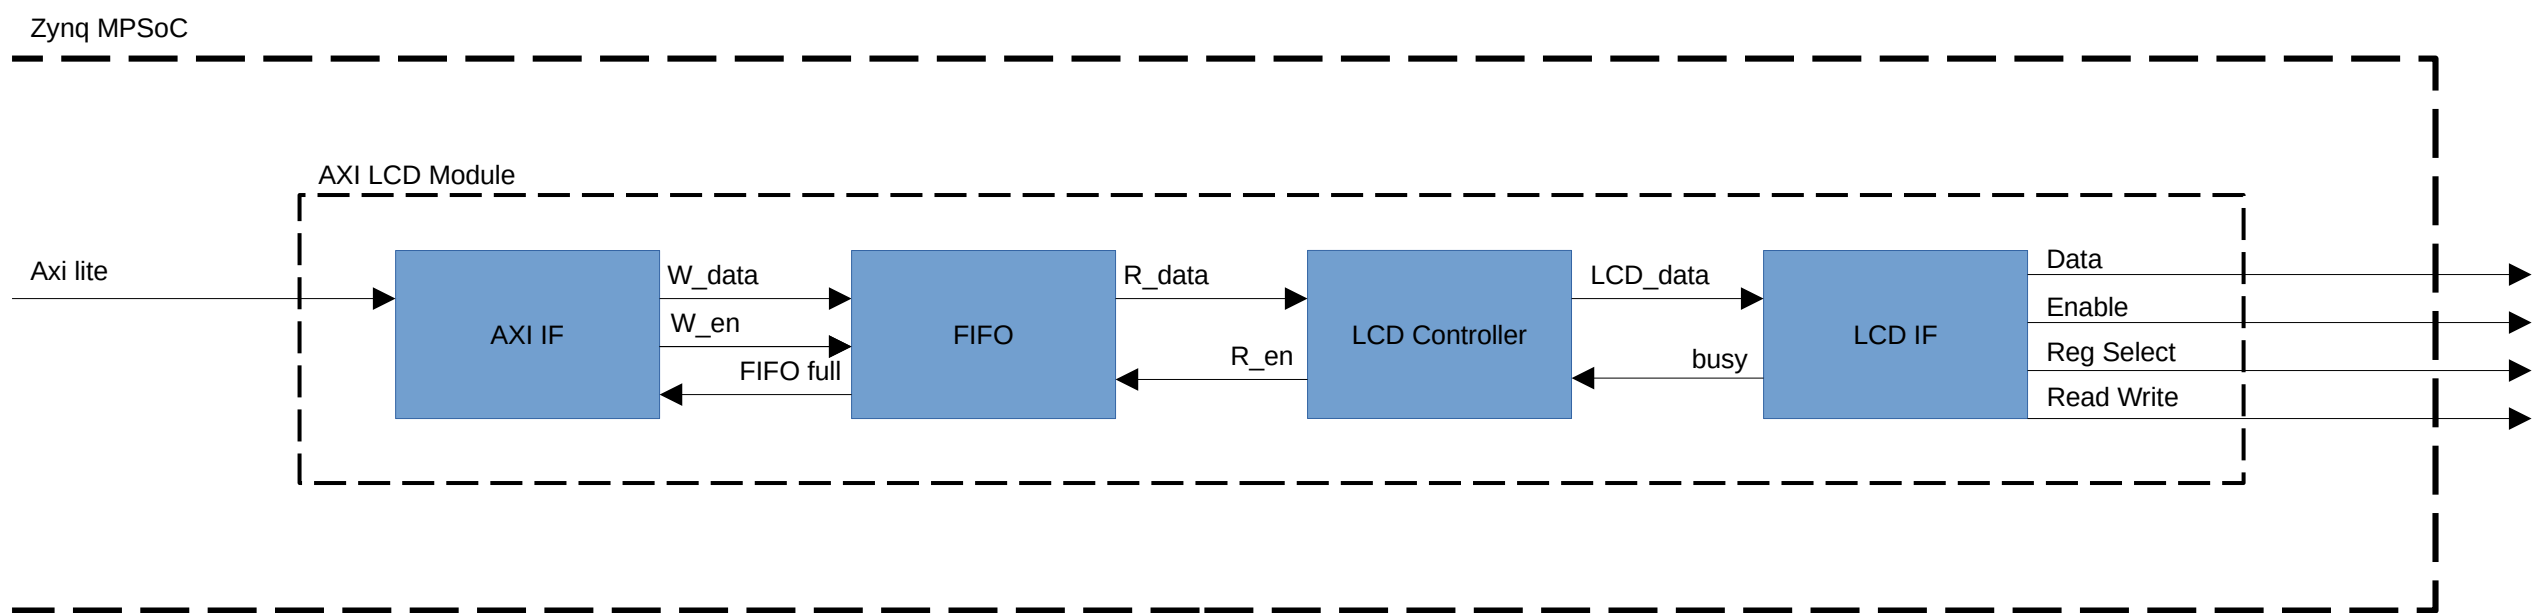 Zynq MPSoC
AXI LCD Module
Axi lite
AXI IF
W_data
W_en
FIFO full
FIFO
R_data
R_en
LCD Controller
LCD_data
busy
LCD IF
Data
Enable
Reg Select
Read Write